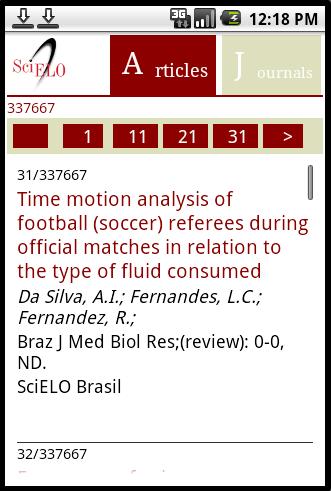 3G
12:18 PM
SciELO
Articles
Journals
337667
1 11 21 31 >
31/337667
Time motion analysis of
football (soccer) referees during
official matches in relation to
the type of fluid consumed
Da Silva, A.I.; Fernandes, L.C.;
Fernandez, R.;
Braz J Med Biol Res;(review): 0-0,
ND.
SciELO Brasil
32/337667